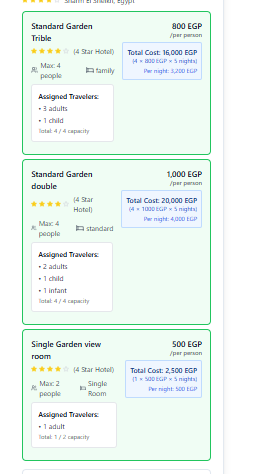 Sharm El Sheikh, Egypt
Standard Garden
Trible
800 EGP
/per person
★★★★☆ (4 Star Hotel)
Max: 4
people
family
Total Cost: 16,000 EGP
(4 × 800 EGP × 5 nights)
Per night: 3,200 EGP
Assigned Travelers:
• 3 adults
• 1 child
Total: 4 / 4 capacity
Standard Garden
double
1,000 EGP
/per person
★★★★☆ (4 Star
Hotel)
Max: 4
people
standard
Total Cost: 20,000 EGP
(4 × 1000 EGP × 5 nights)
Per night: 4,000 EGP
Assigned Travelers:
• 2 adults
• 1 child
• 1 infant
Total: 4 / 4 capacity
Single Garden view
room
500 EGP
/per person
★★★★☆ (4 Star Hotel)
Max: 2
people
Single
Room
Total Cost: 2,500 EGP
(1 × 500 EGP × 5 nights)
Per night: 500 EGP
Assigned Travelers:
• 1 adult
Total: 1 / 2 capacity